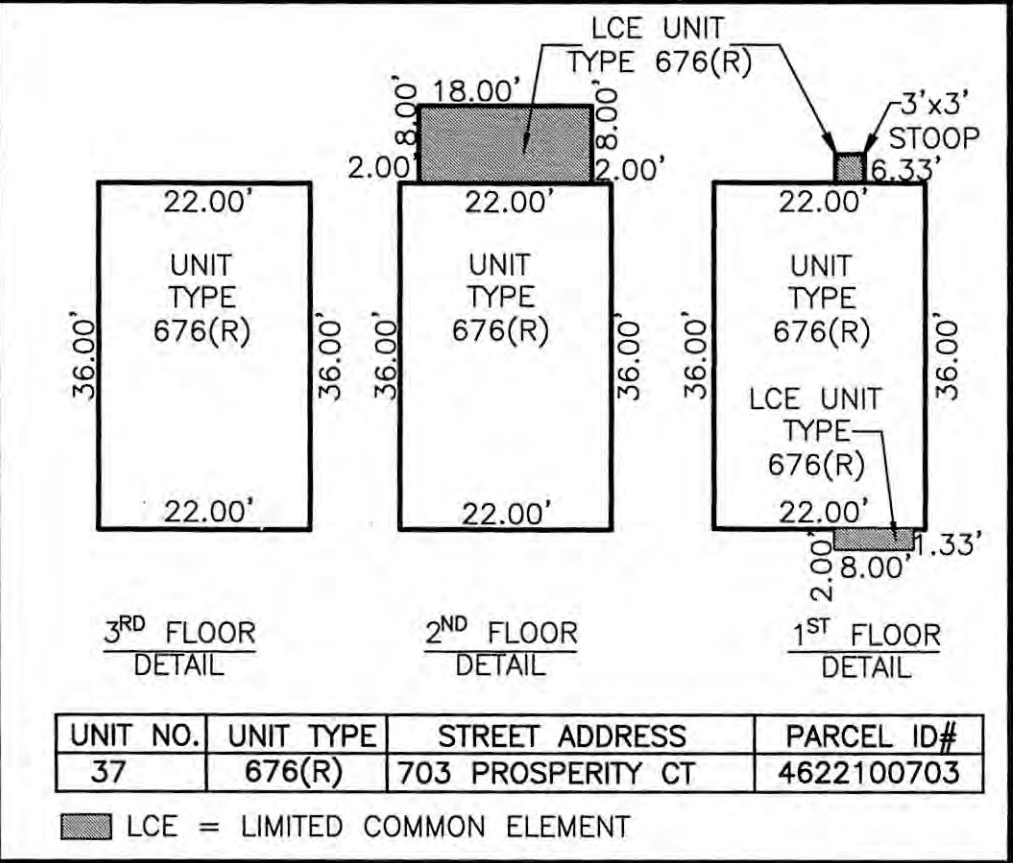 LCE UNIT
TYPE 676(R)
3'x3'
STOOP
6.33'
8.00'
18.00'
8.00'
2.00'
2.00'
22.00'
UNIT
TYPE
676(R)
36.00'
36.00'
22.00'
3RD FLOOR
DETAIL
22.00'
UNIT
TYPE
676(R)
36.00'
36.00'
22.00'
2ND FLOOR
DETAIL
22.00'
UNIT
TYPE
676(R)
36.00'
36.00'
LCE UNIT
TYPE
676(R)
22.00'
2.00'
8.00'
1.33'
1ST FLOOR
DETAIL
UNIT NO. UNIT TYPE STREET ADDRESS PARCEL ID#
37 676(R) 703 PROSPERITY CT 4622100703
LCE = LIMITED COMMON ELEMENT